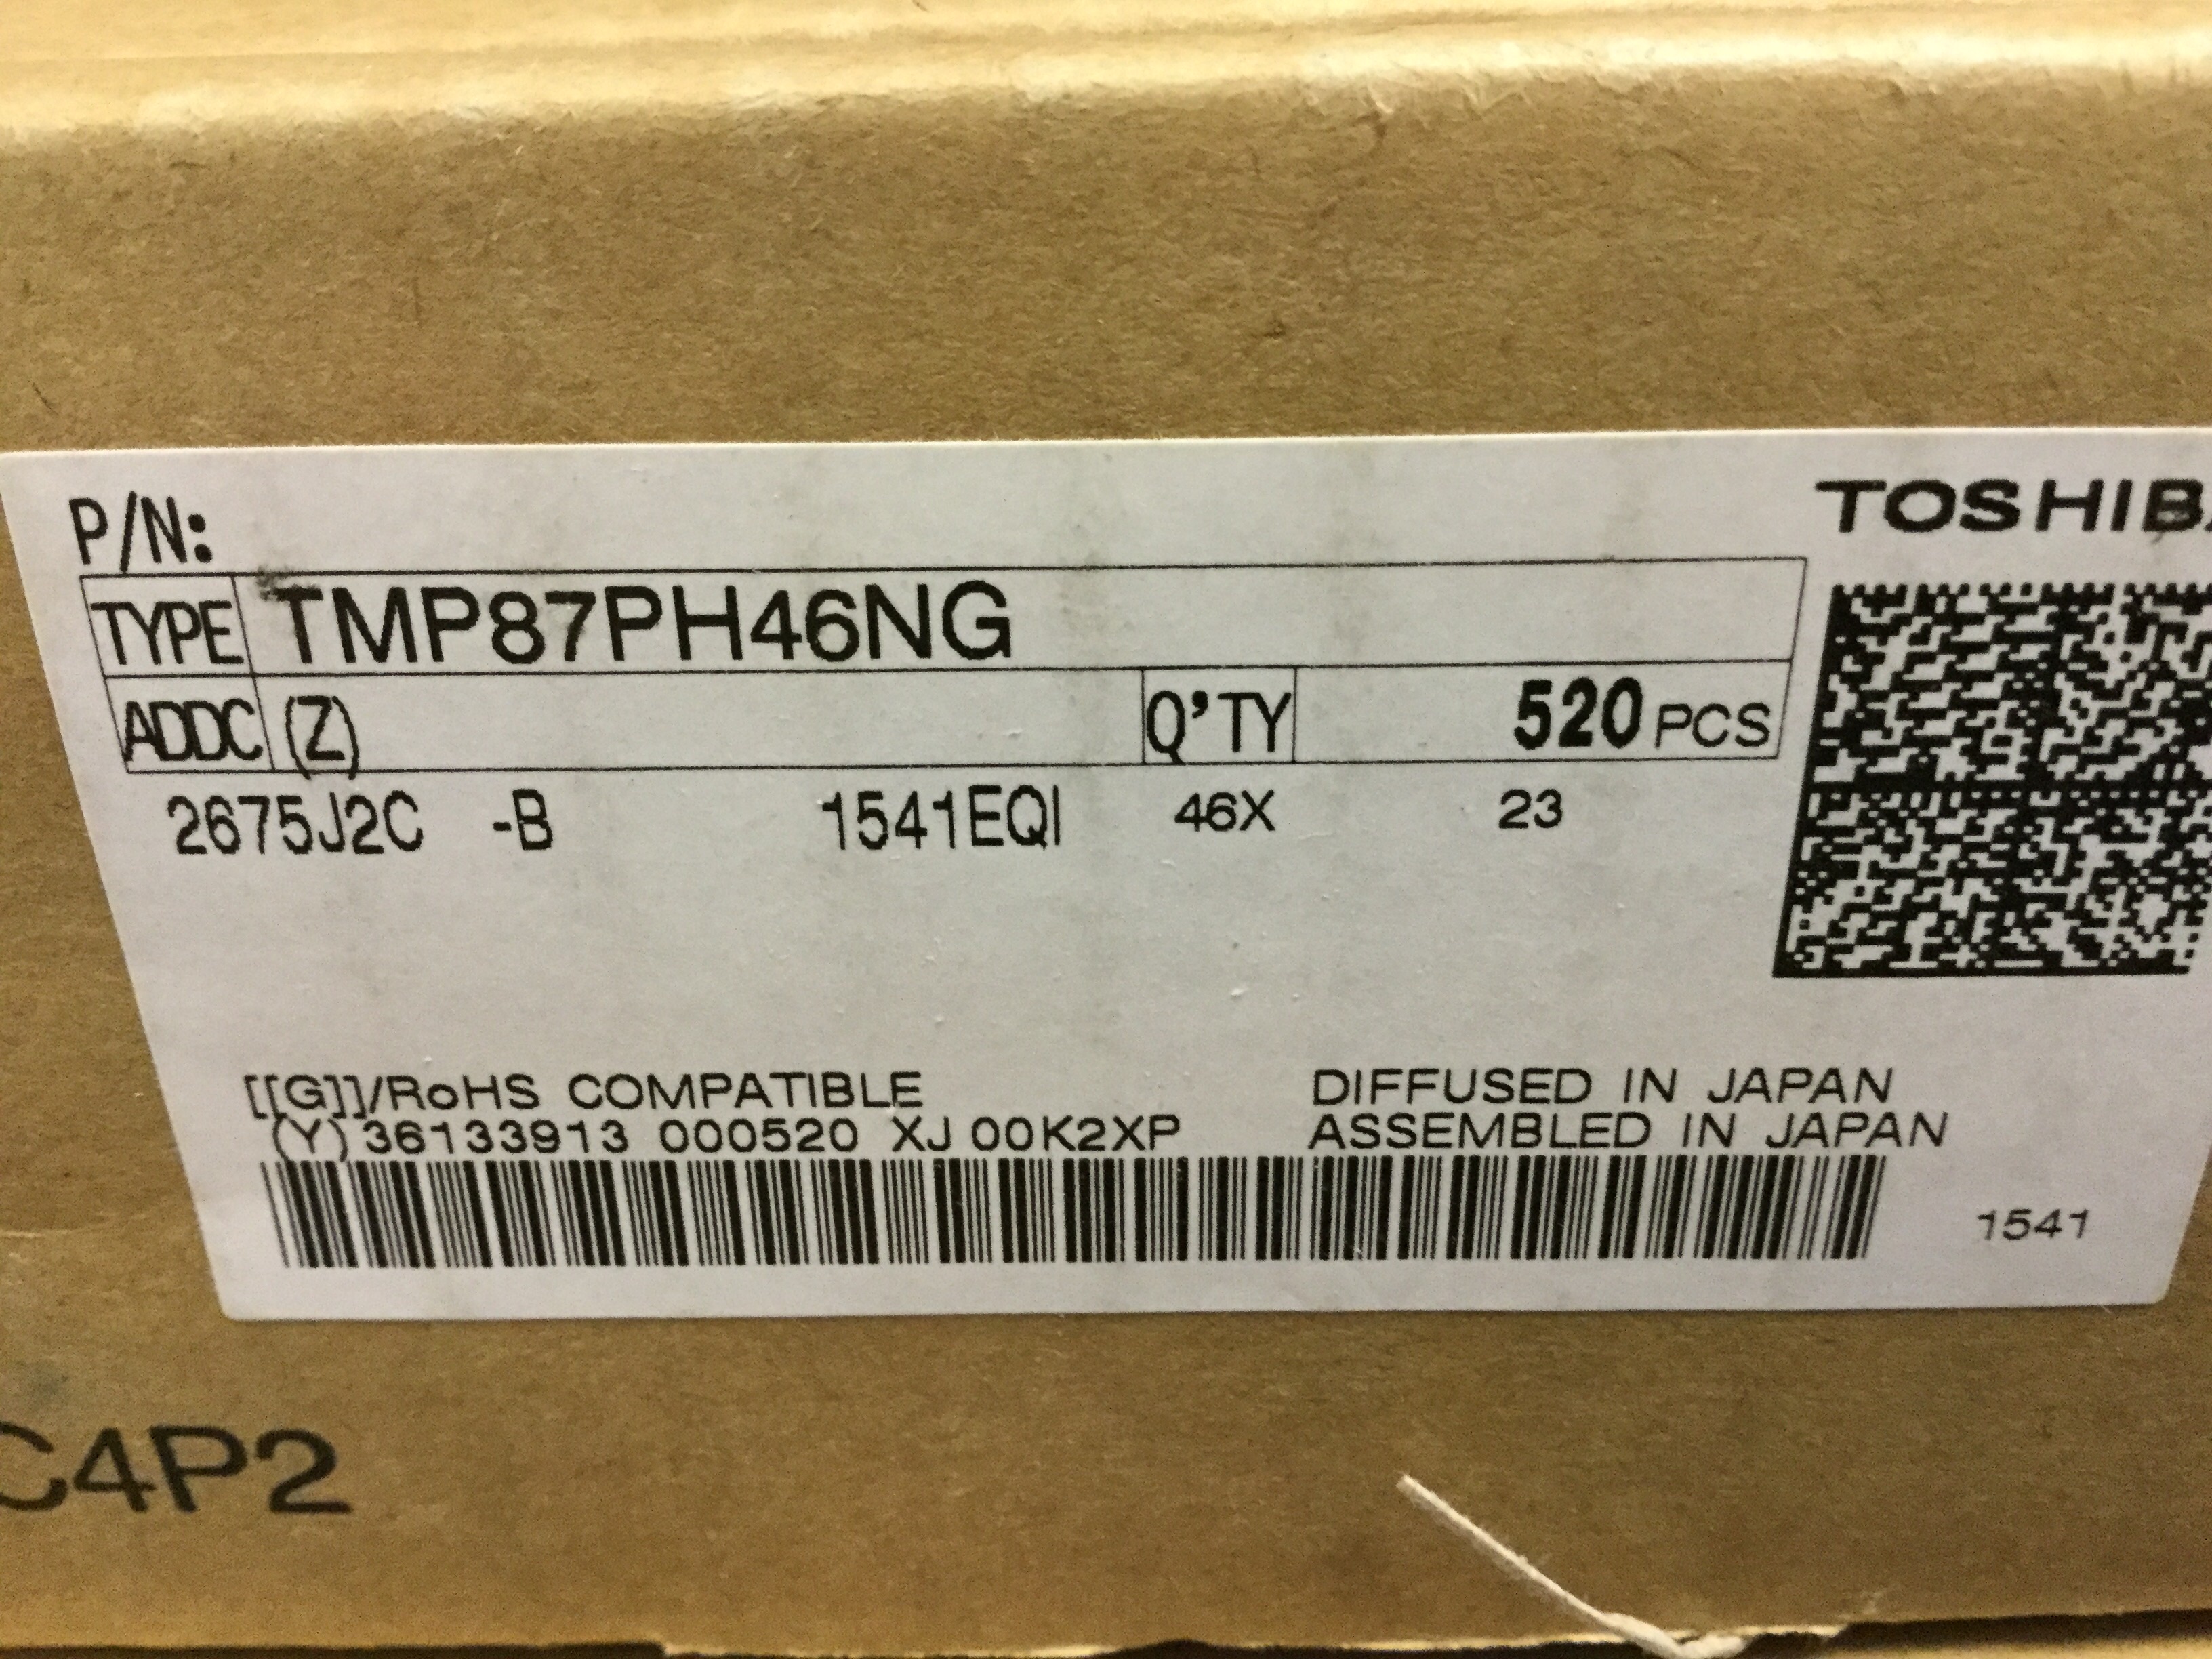 P/N:
TOSHIB
TYPE TMP87PH46NG
ADDC (Z) Q'TY 520 PCS
2675J2C -B 1541EQI 46X 23
[[G]]/RoHS COMPATIBLE DIFFUSED IN JAPAN
(Y) 36133913 000520 XJ 00K2XP ASSEMBLED IN JAPAN
1541
C4P2